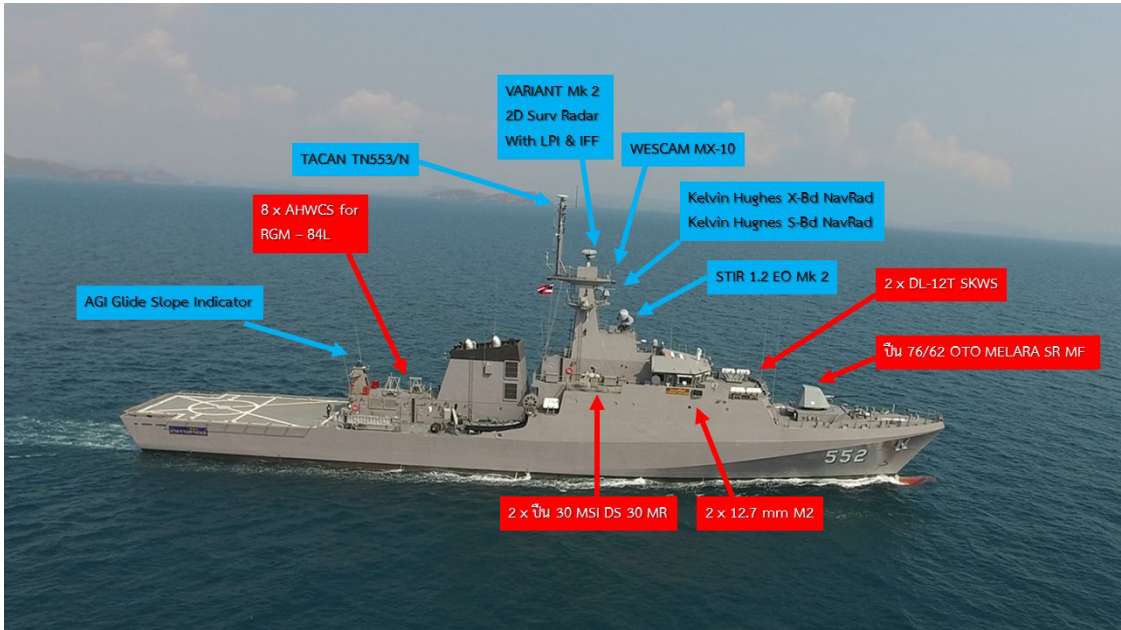 VARIANT Mk 2
2D Surv Radar
With LPI & IFF
WESCAM MX-10
TACAN TN553/N
Kelvin Hughes X-Bd NavRad
Kelvin Hugnes S-Bd NavRad
8 x AHWCS for
RGM – 84L
STIR 1.2 EO Mk 2
2 x DL-12T SKWS
AGI Glide Slope Indicator
ปืน 76/62 OTO MELARA SR MF
552
2 x ปืน 30 MSI DS 30 MR
2 x 12.7 mm M2